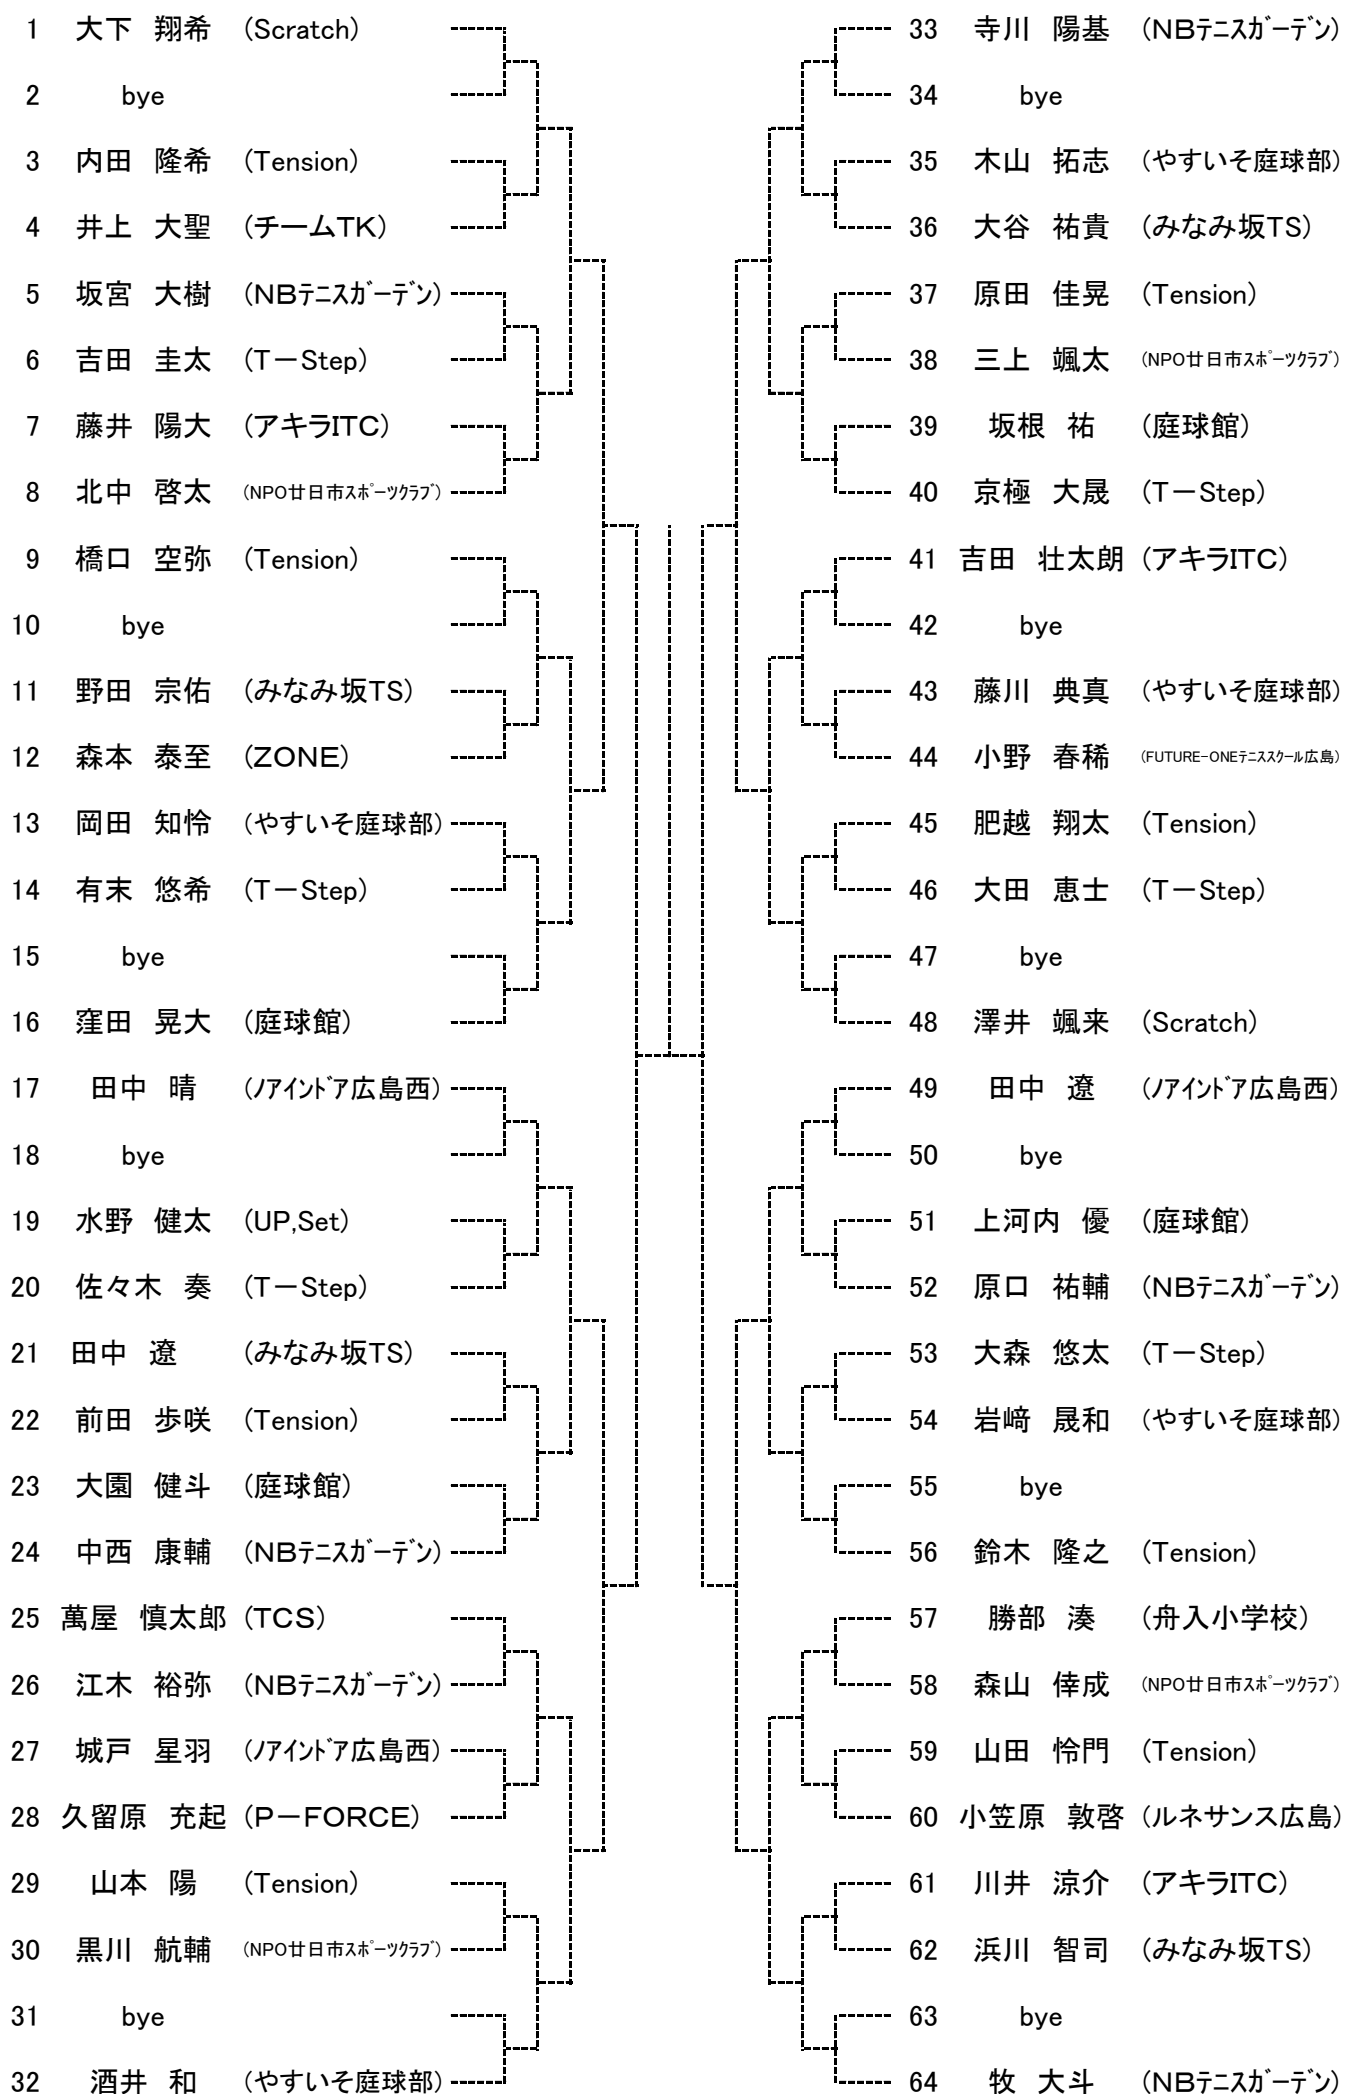 1 大下 翔希 (Scratch)
2 bye
3 内田 隆希 (Tension)
4 井上 大聖 (チームTK)
5 坂宮 大樹 (NBﾃﾆｽｶﾞｰﾃﾞﾝ)
6 吉田 圭太 (T－Step)
7 藤井 陽大 (アキラITC)
8 北中 啓太 (NPO廿日市ｽﾎﾟｰﾂｸﾗﾌﾞ)
9 橋口 空弥 (Tension)
10 bye
11 野田 宗佑 (みなみ坂TS)
12 森本 泰至 (ZONE)
13 岡田 知怜 (やすいそ庭球部)
14 有末 悠希 (T－Step)
15 bye
16 窪田 晃大 (庭球館)
17 田中 晴 (ﾉｱｲﾝﾄﾞｱ広島西)
18 bye
19 水野 健太 (UP,Set)
20 佐々木 奏 (T－Step)
21 田中 遼 (みなみ坂TS)
22 前田 歩咲 (Tension)
23 大園 健斗 (庭球館)
24 中西 康輔 (NBﾃﾆｽｶﾞｰﾃﾞﾝ)
25 萬屋 慎太郎 (TCS)
26 江木 裕弥 (NBﾃﾆｽｶﾞｰﾃﾞﾝ)
27 城戸 星羽 (ﾉｱｲﾝﾄﾞｱ広島西)
28 久留原 充起 (P－FORCE)
29 山本 陽 (Tension)
30 黒川 航輔 (NPO廿日市ｽﾎﾟｰﾂｸﾗﾌﾞ)
31 bye
32 酒井 和 (やすいそ庭球部)
33 寺川 陽基 (NBﾃﾆｽｶﾞｰﾃﾞﾝ)
34 bye
35 木山 拓志 (やすいそ庭球部)
36 大谷 祐貴 (みなみ坂TS)
37 原田 佳晃 (Tension)
38 三上 颯太 (NPO廿日市ｽﾎﾟｰﾂｸﾗﾌﾞ)
39 坂根 祐 (庭球館)
40 京極 大晟 (T－Step)
41 吉田 壮太朗 (アキラITC)
42 bye
43 藤川 典真 (やすいそ庭球部)
44 小野 春稀 (FUTURE-ONEﾃﾆｽｽｸｰﾙ広島)
45 肥越 翔太 (Tension)
46 大田 恵士 (T－Step)
47 bye
48 澤井 颯来 (Scratch)
49 田中 遼 (ﾉｱｲﾝﾄﾞｱ広島西)
50 bye
51 上河内 優 (庭球館)
52 原口 祐輔 (NBﾃﾆｽｶﾞｰﾃﾞﾝ)
53 大森 悠太 (T－Step)
54 岩﨑 晟和 (やすいそ庭球部)
55 bye
56 鈴木 隆之 (Tension)
57 勝部 湊 (舟入小学校)
58 森山 倖成 (NPO廿日市ｽﾎﾟｰﾂｸﾗﾌﾞ)
59 山田 怜門 (Tension)
60 小笠原 敦啓 (ルネサンス広島)
61 川井 涼介 (アキラITC)
62 浜川 智司 (みなみ坂TS)
63 bye
64 牧 大斗 (NBﾃﾆｽｶﾞｰﾃﾞﾝ)